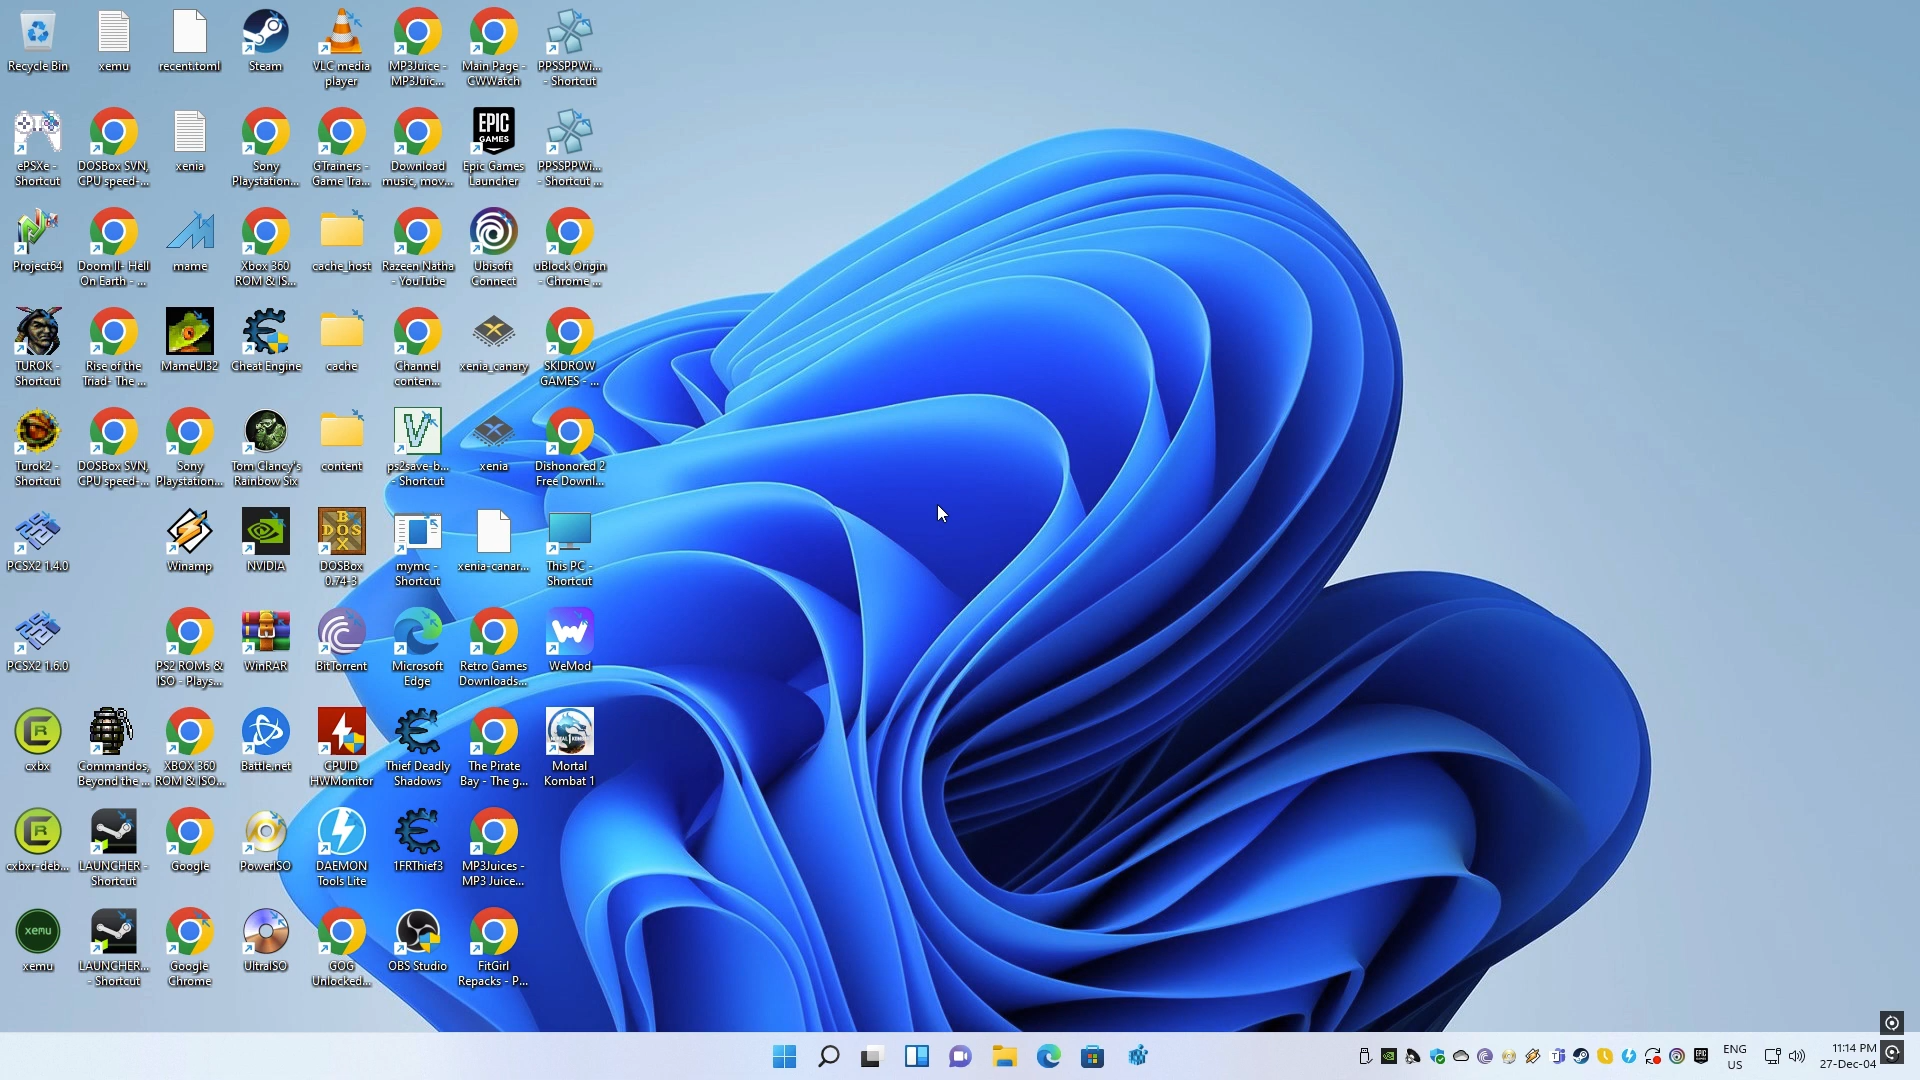 Recycle Bin
xemu
recent.toml
Steam
VLC media
player
MP3Juice -
MP3Juic...
Main Page -
CWWatch
PPSSPPWi...
- Shortcut
EPIC
GAMES
ePSXe -
Shortcut
DOSBox SVN,
CPU speed-...
xenia
Sony
Playstation...
GTrainers -
Game Tra...
Download
music, mov...
Epic Games
Launcher
PPSSPPWi...
- Shortcut ...
Project64
Doom II- Hell
On Earth - ...
mame
Xbox 360
ROM & IS...
cache_host
Razeen Natha
- YouTube
Ubisoft
Connect
uBlock Origin
- Chrome ...
TUROK -
Shortcut
Rise of the
Triad- The ...
MameUI32
Cheat Engine
cache
Channel
conten...
xenia_canary
SKIDROW
GAMES - ...
Turok2 -
Shortcut
DOSBox SVN,
CPU speed-...
Sony
Playstation...
Tom Clancy's
Rainbow Six
content
ps2save-b...
- Shortcut
xenia
Dishonored 2
Free Downl...
PCSX2 1.4.0
Winamp
NVIDIA
DOSBox
0.74-3
mymc -
Shortcut
xenia-canar...
This PC -
Shortcut
PCSX2 1.6.0
PS2 ROMs &
ISO - Plays...
WinRAR
BitTorrent
Microsoft
Edge
Retro Games
Downloads...
WeMod
cxbx
Commandos,
Beyond the ...
XBOX 360
ROM & ISO...
Battle.net
CPUID
HWMonitor
Thief Deadly
Shadows
The Pirate
Bay - The g...
Mortal
Kombat 1
cxbxr-deb...
LAUNCHER -
Shortcut
Google
PowerISO
DAEMON
Tools Lite
1FRThief3
MP3Juices -
MP3 Juice...
xemu
xemu
LAUNCHER...
- Shortcut
Google
Chrome
UltraISO
GOG
Unlocked...
OBS Studio
FitGirl
Repacks - P...
ENG
US
11:14 PM
27-Dec-04